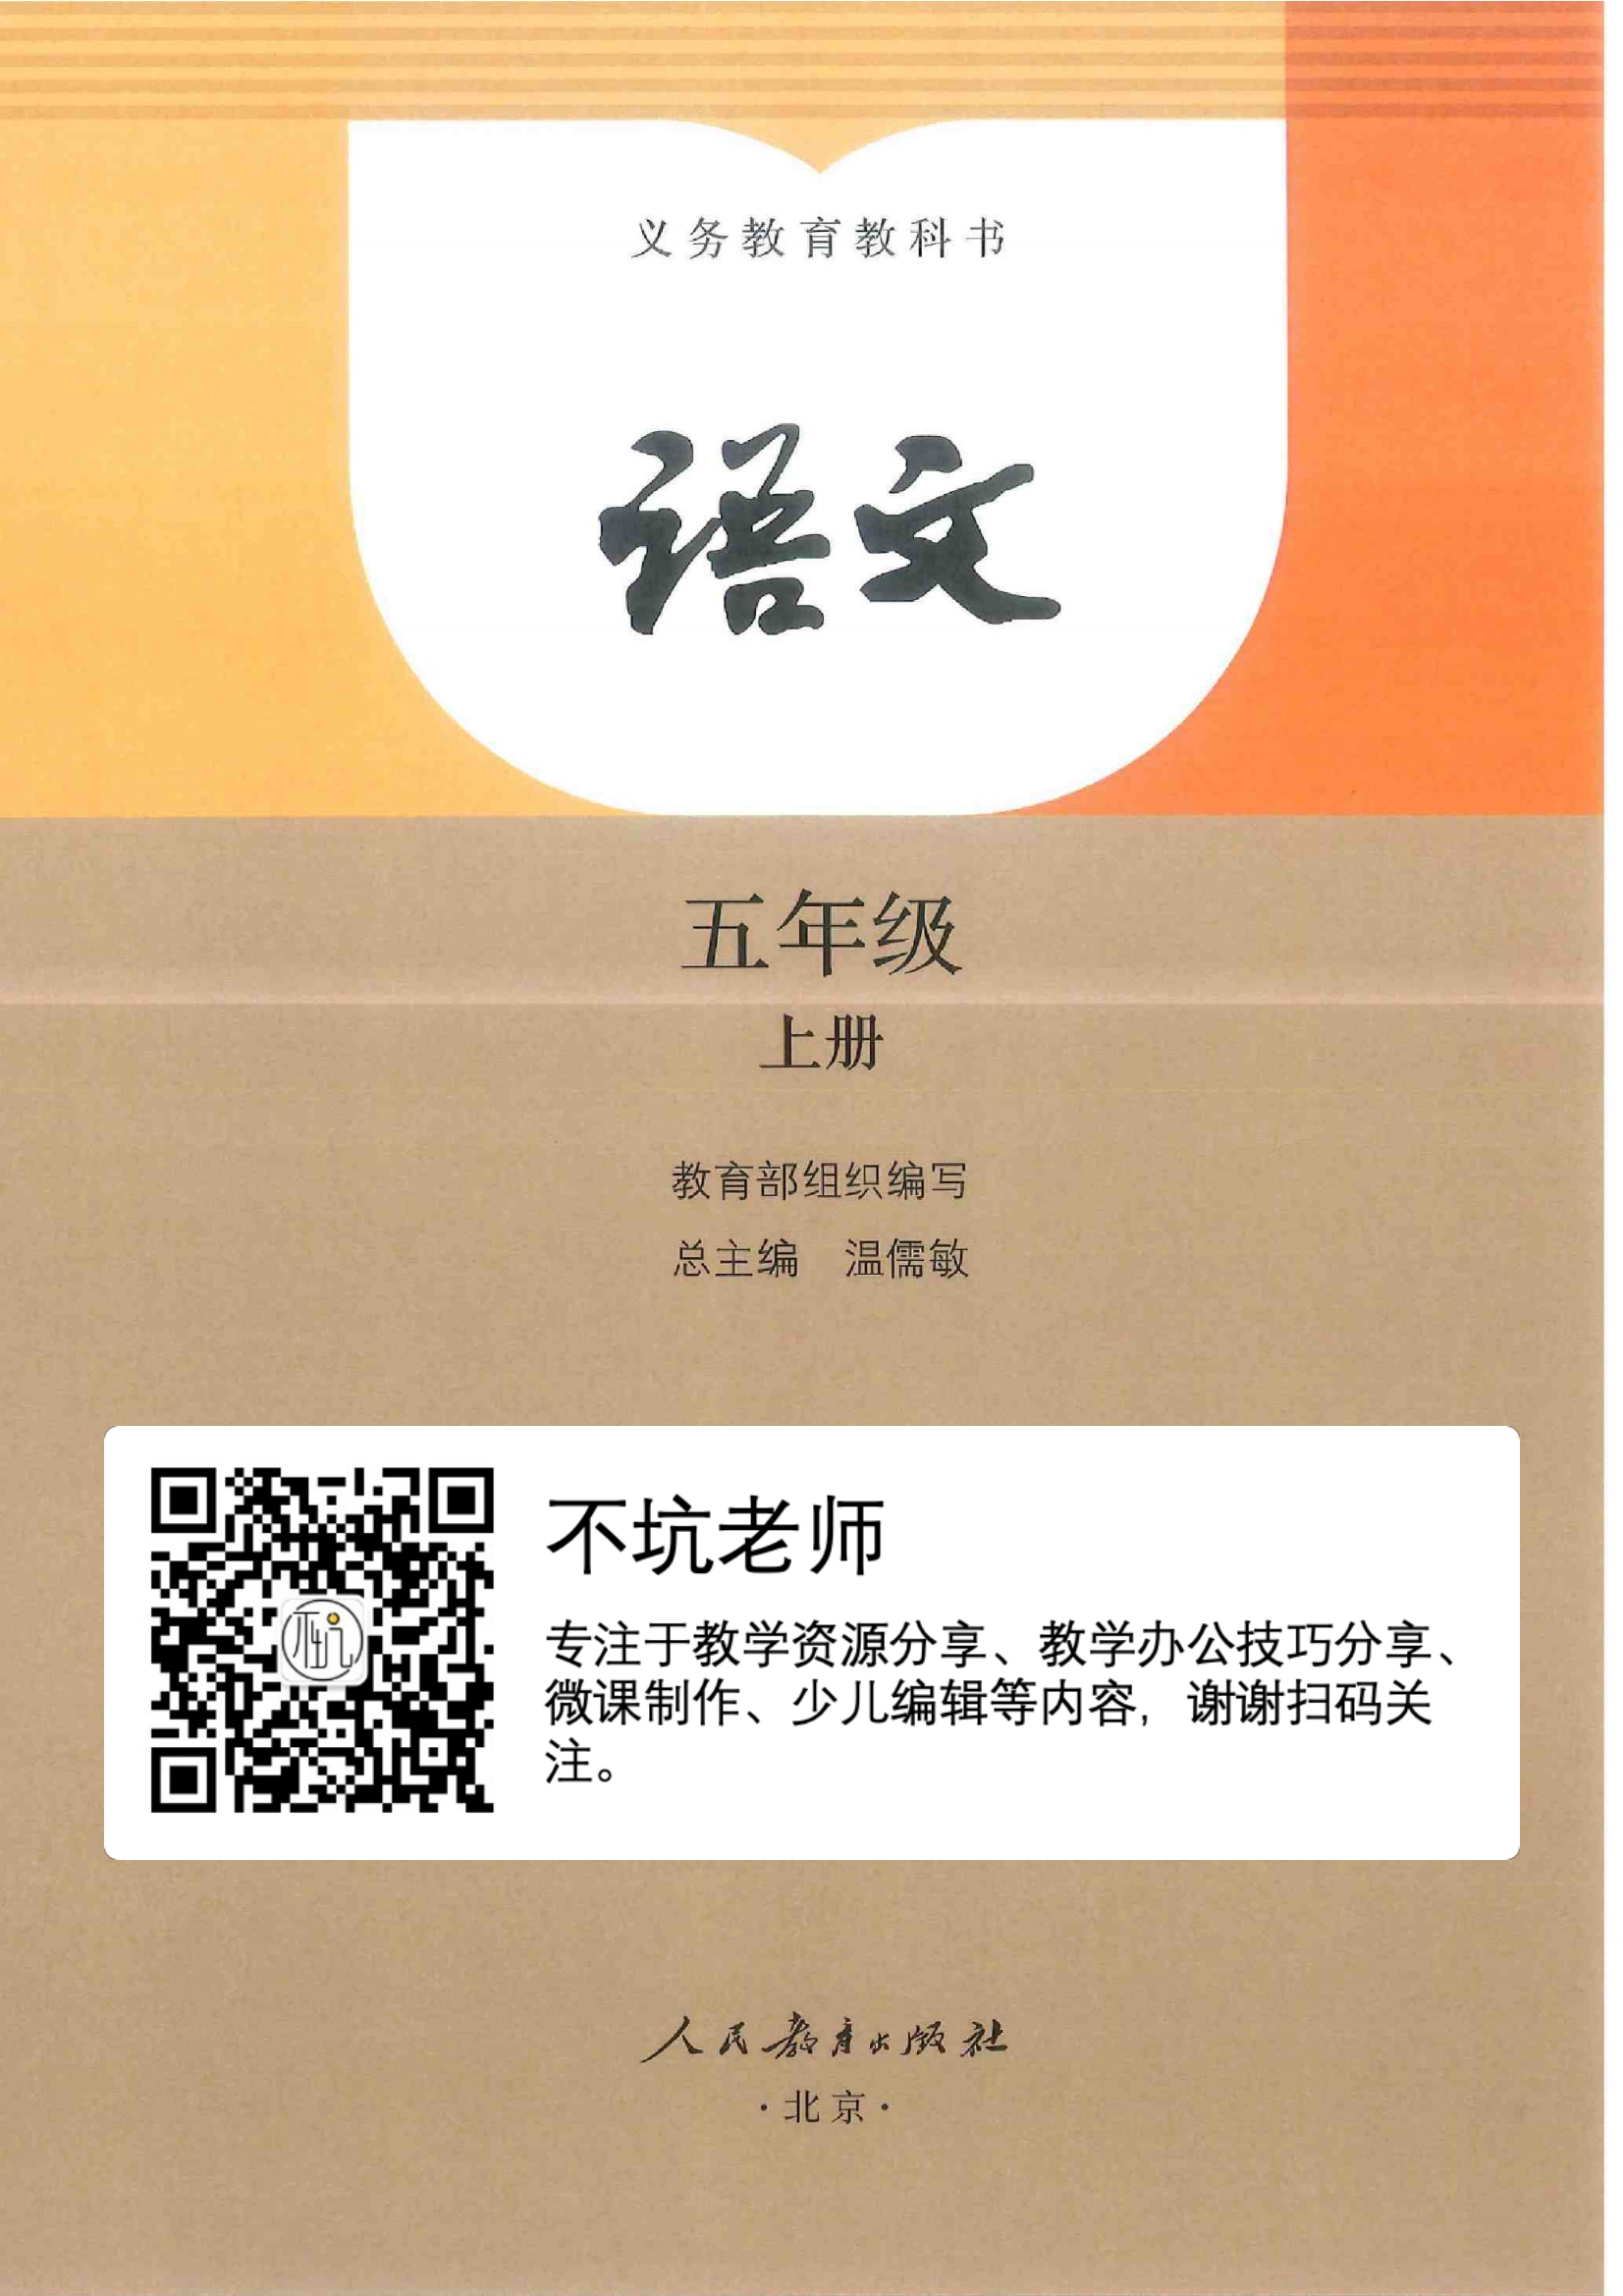 义务教育教科书
语文
五年级
上册
教育部组织编写
总主编 温儒敏
不坑
不坑老师
专注于教学资源分享、教学办公技巧分享、
微课制作、少儿编辑等内容，谢谢扫码关
注。
人民教育出版社
·北京·